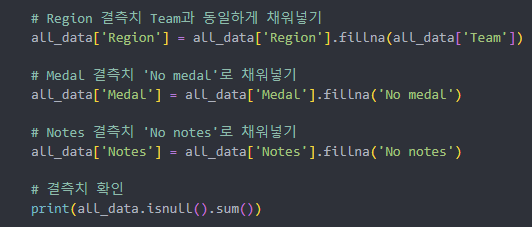 # Region 결측치 Team과 동일하게 채워넣기
all_data['Region'] = all_data['Region'].fillna(all_data['Team'])
# Medal 결측치 'No medal'로 채워넣기
all_data['Medal'] = all_data['Medal'].fillna('No medal')
# Notes 결측치 'No notes'로 채워넣기
all_data['Notes'] = all_data['Notes'].fillna('No notes')
# 결측치 확인
print(all_data.isnull().sum())